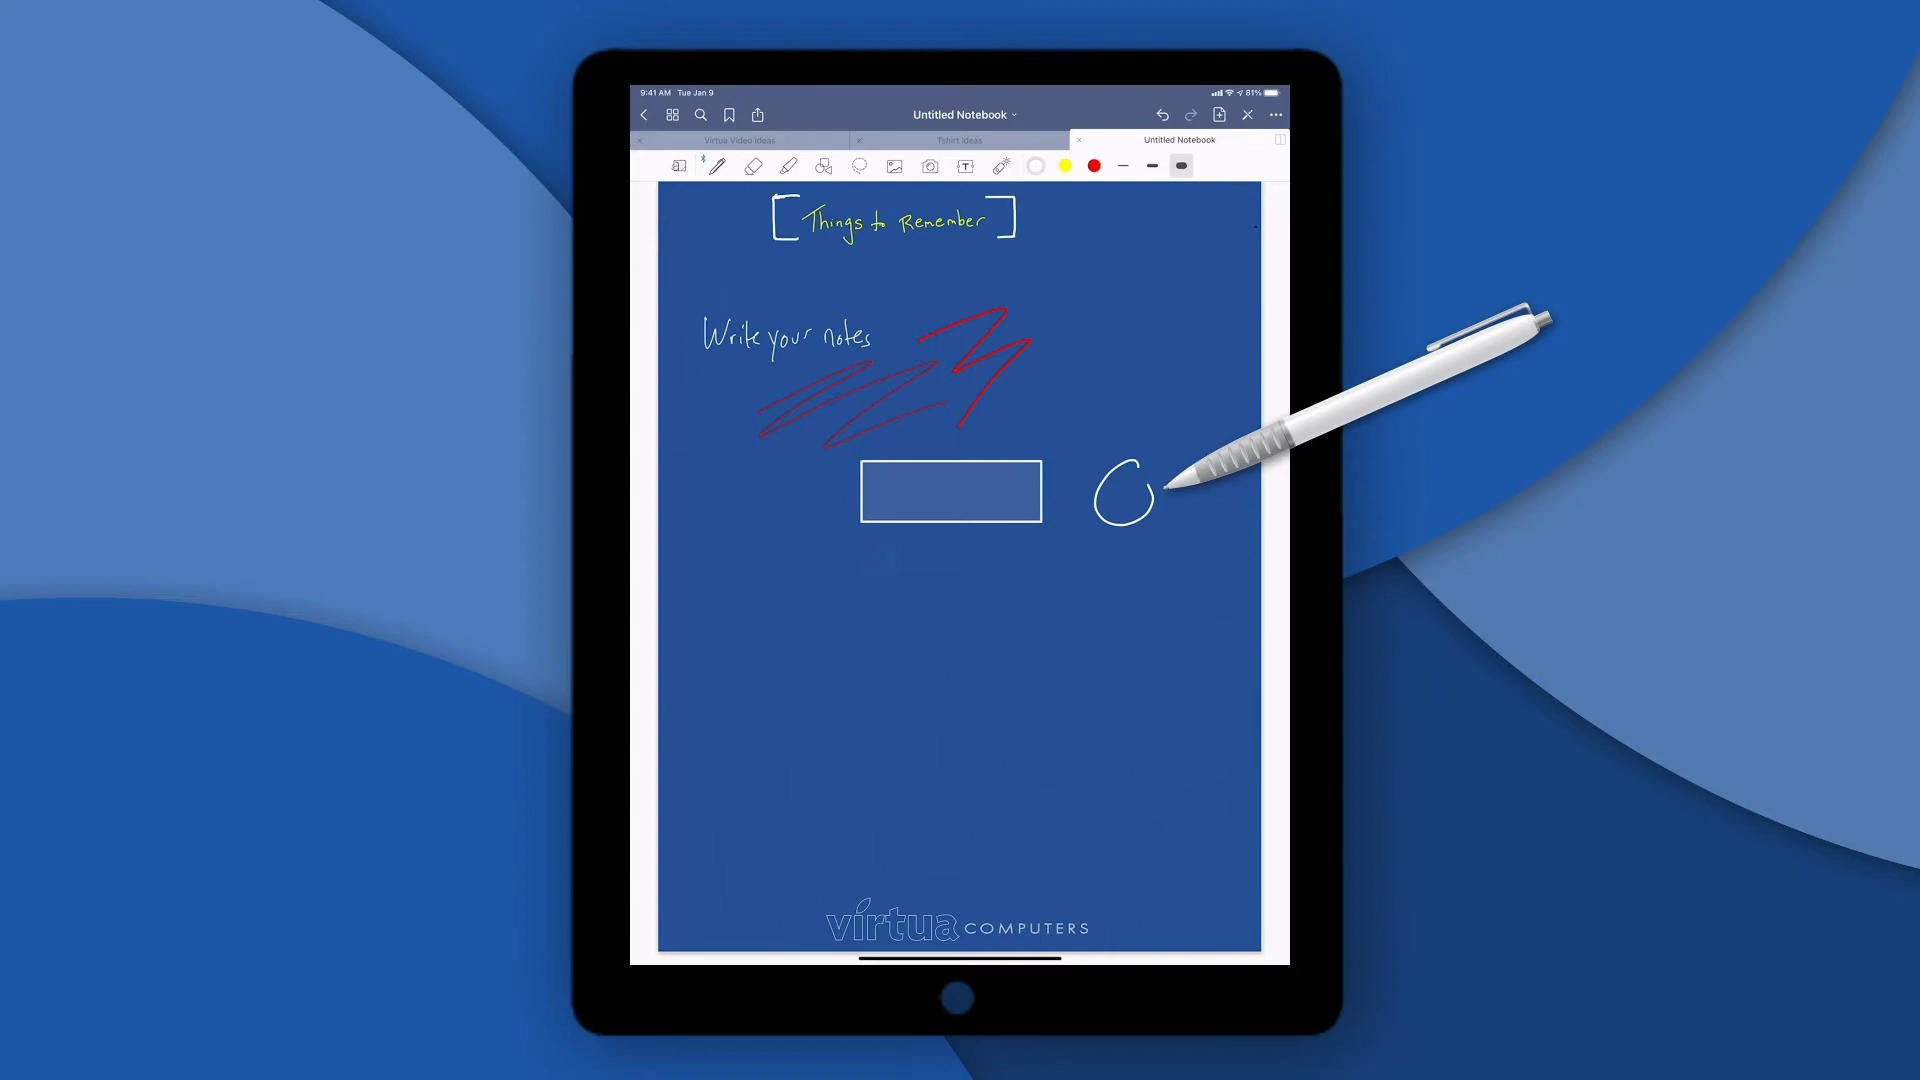 9:41 AM Tue Jan 9 81%
Untitled Notebook
Virtua Video Ideas Tshirt Ideas Untitled Notebook
T
[Things to Remember]
Write your notes
virtua COMPUTERS